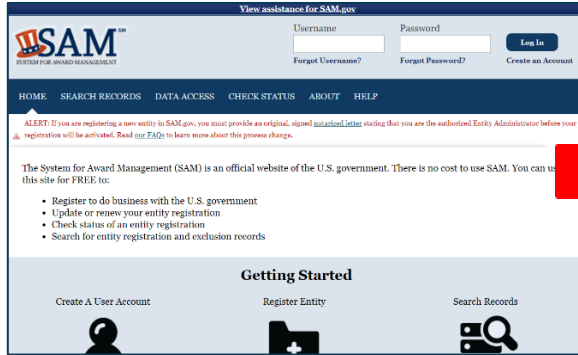 View assistance for SAM.gov
SAM℠
SYSTEM FOR AWARD MANAGEMENT
Username
Password
Log In
Forgot Username?
Forgot Password?
Create an Account
HOME SEARCH RECORDS DATA ACCESS CHECK STATUS ABOUT HELP
ALERT: If you are registering a new entity in SAM.gov, you must provide an original, signed notarized letter stating that you are the authorized Entity Administrator before your
registration will be activated. Read our FAQs to learn more about this process change.
The System for Award Management (SAM) is an official website of the U.S. government. There is no cost to use SAM. You can
this site for FREE to:
• Register to do business with the U.S. government
• Update or renew your entity registration
• Check status of an entity registration
• Search for entity registration and exclusion records
Getting Started
Create A User Account
Register Entity
Search Records